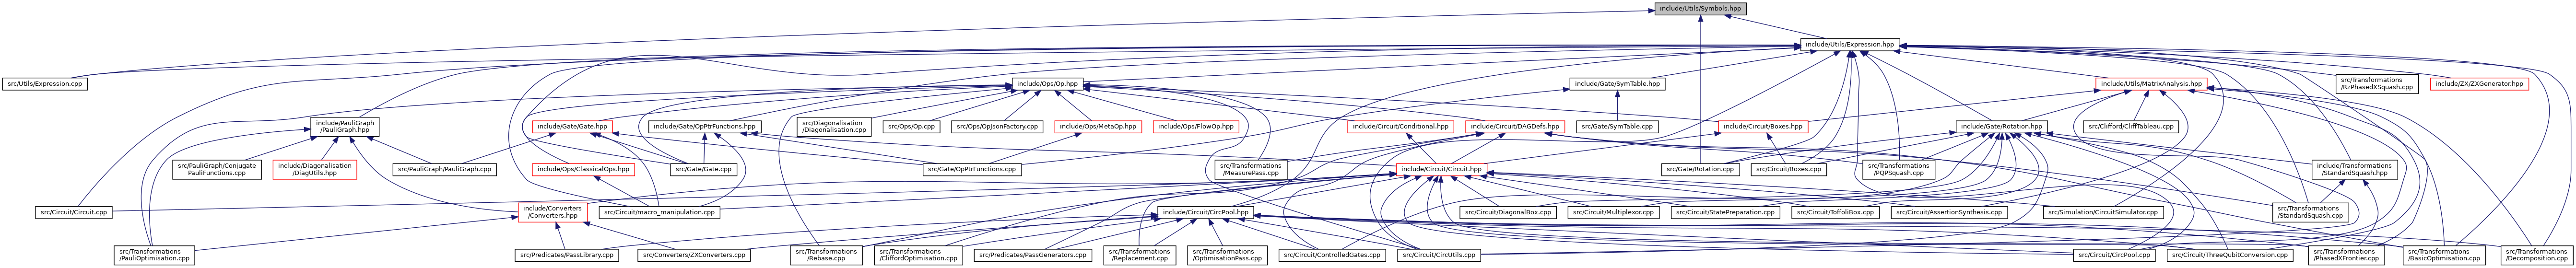 include/Utils/Symbols.hpp
include/Utils/Expression.hpp
src/Utils/Expression.cpp
include/Ops/Op.hpp
include/Gate/SymTable.hpp
include/Utils/MatrixAnalysis.hpp
src/Transformations
/RzPhasedXSquash.cpp
include/ZX/ZXGenerator.hpp
include/PauliGraph
/PauliGraph.hpp
include/Gate/Gate.hpp
include/Gate/OpPtrFunctions.hpp
src/Diagonalisation
/Diagonalisation.cpp
src/Ops/Op.cpp
src/Ops/OpJsonFactory.cpp
include/Ops/MetaOp.hpp
include/Ops/FlowOp.hpp
include/Circuit/Conditional.hpp
include/Circuit/DAGDefs.hpp
include/Circuit/Boxes.hpp
src/Gate/SymTable.cpp
include/Gate/Rotation.hpp
src/Clifford/CliffTableau.cpp
src/PauliGraph/Conjugate
PauliFunctions.cpp
include/Diagonalisation
/DiagUtils.hpp
src/PauliGraph/PauliGraph.cpp
include/Ops/ClassicalOps.hpp
src/Gate/Gate.cpp
src/Gate/OpPtrFunctions.cpp
src/Transformations
/MeasurePass.cpp
include/Circuit/Circuit.hpp
src/Gate/Rotation.cpp
src/Circuit/Boxes.cpp
src/Transformations
/PQPSquash.cpp
include/Transformations
/StandardSquash.hpp
src/Circuit/Circuit.cpp
include/Converters
/Converters.hpp
src/Circuit/macro_manipulation.cpp
include/Circuit/CircPool.hpp
src/Circuit/DiagonalBox.cpp
src/Circuit/Multiplexor.cpp
src/Circuit/StatePreparation.cpp
src/Circuit/ToffoliBox.cpp
src/Circuit/AssertionSynthesis.cpp
src/Simulation/CircuitSimulator.cpp
src/Transformations
/StandardSquash.cpp
src/Transformations
/PauliOptimisation.cpp
src/Predicates/PassLibrary.cpp
src/Converters/ZXConverters.cpp
src/Transformations
/Rebase.cpp
src/Transformations
/CliffordOptimisation.cpp
src/Predicates/PassGenerators.cpp
src/Transformations
/Replacement.cpp
src/Transformations
/OptimisationPass.cpp
src/Circuit/ControlledGates.cpp
src/Circuit/CircUtils.cpp
src/Circuit/CircPool.cpp
src/Circuit/ThreeQubitConversion.cpp
src/Transformations
/PhasedXFrontier.cpp
src/Transformations
/BasicOptimisation.cpp
src/Transformations
/Decomposition.cpp